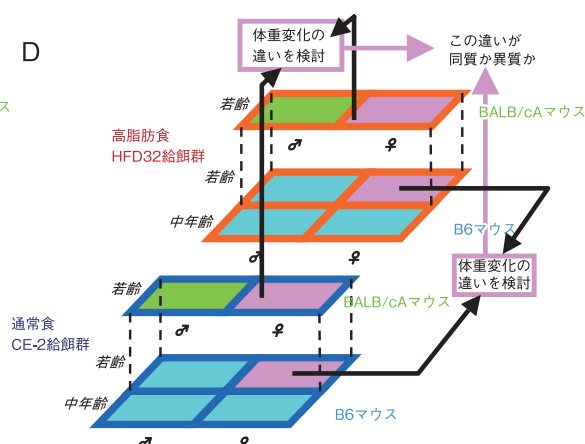 D
体重変化の
違いを検討
この違いが
同質か異質か
ス
若齢
BALB/cAマウス
高脂肪食
HFD32給餌群
♂
♀
若齢
中年齢
B6マウス
♂
♀
体重変化の
違いを検討
若齢
BALB/cAマウス
通常食
CE-2給餌群
♂
♀
若齢
中年齢
B6マウス
♂
♀